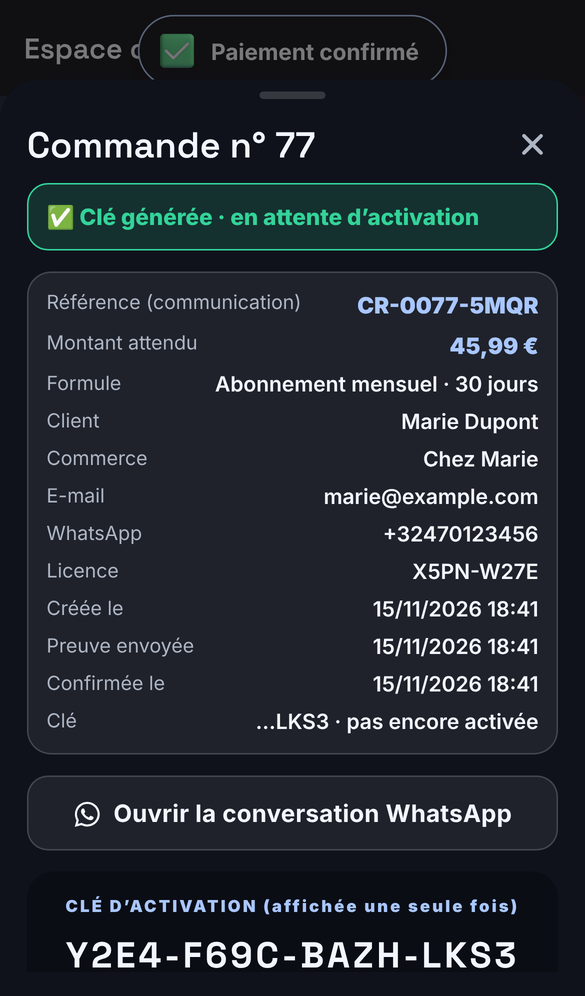 Espace
✅ Paiement confirmé
Commande n° 77
✅ Clé générée · en attente d’activation
Référence (communication) CR-0077-5MQR
Montant attendu 45,99 €
Formule Abonnement mensuel · 30 jours
Client Marie Dupont
Commerce Chez Marie
E-mail marie@example.com
WhatsApp +32470123456
Licence X5PN-W27E
Créée le 15/11/2026 18:41
Preuve envoyée 15/11/2026 18:41
Confirmée le 15/11/2026 18:41
Clé …LKS3 · pas encore activée
Ouvrir la conversation WhatsApp
CLÉ D’ACTIVATION (affichée une seule fois)
Y2E4-F69C-BAZH-LKS3